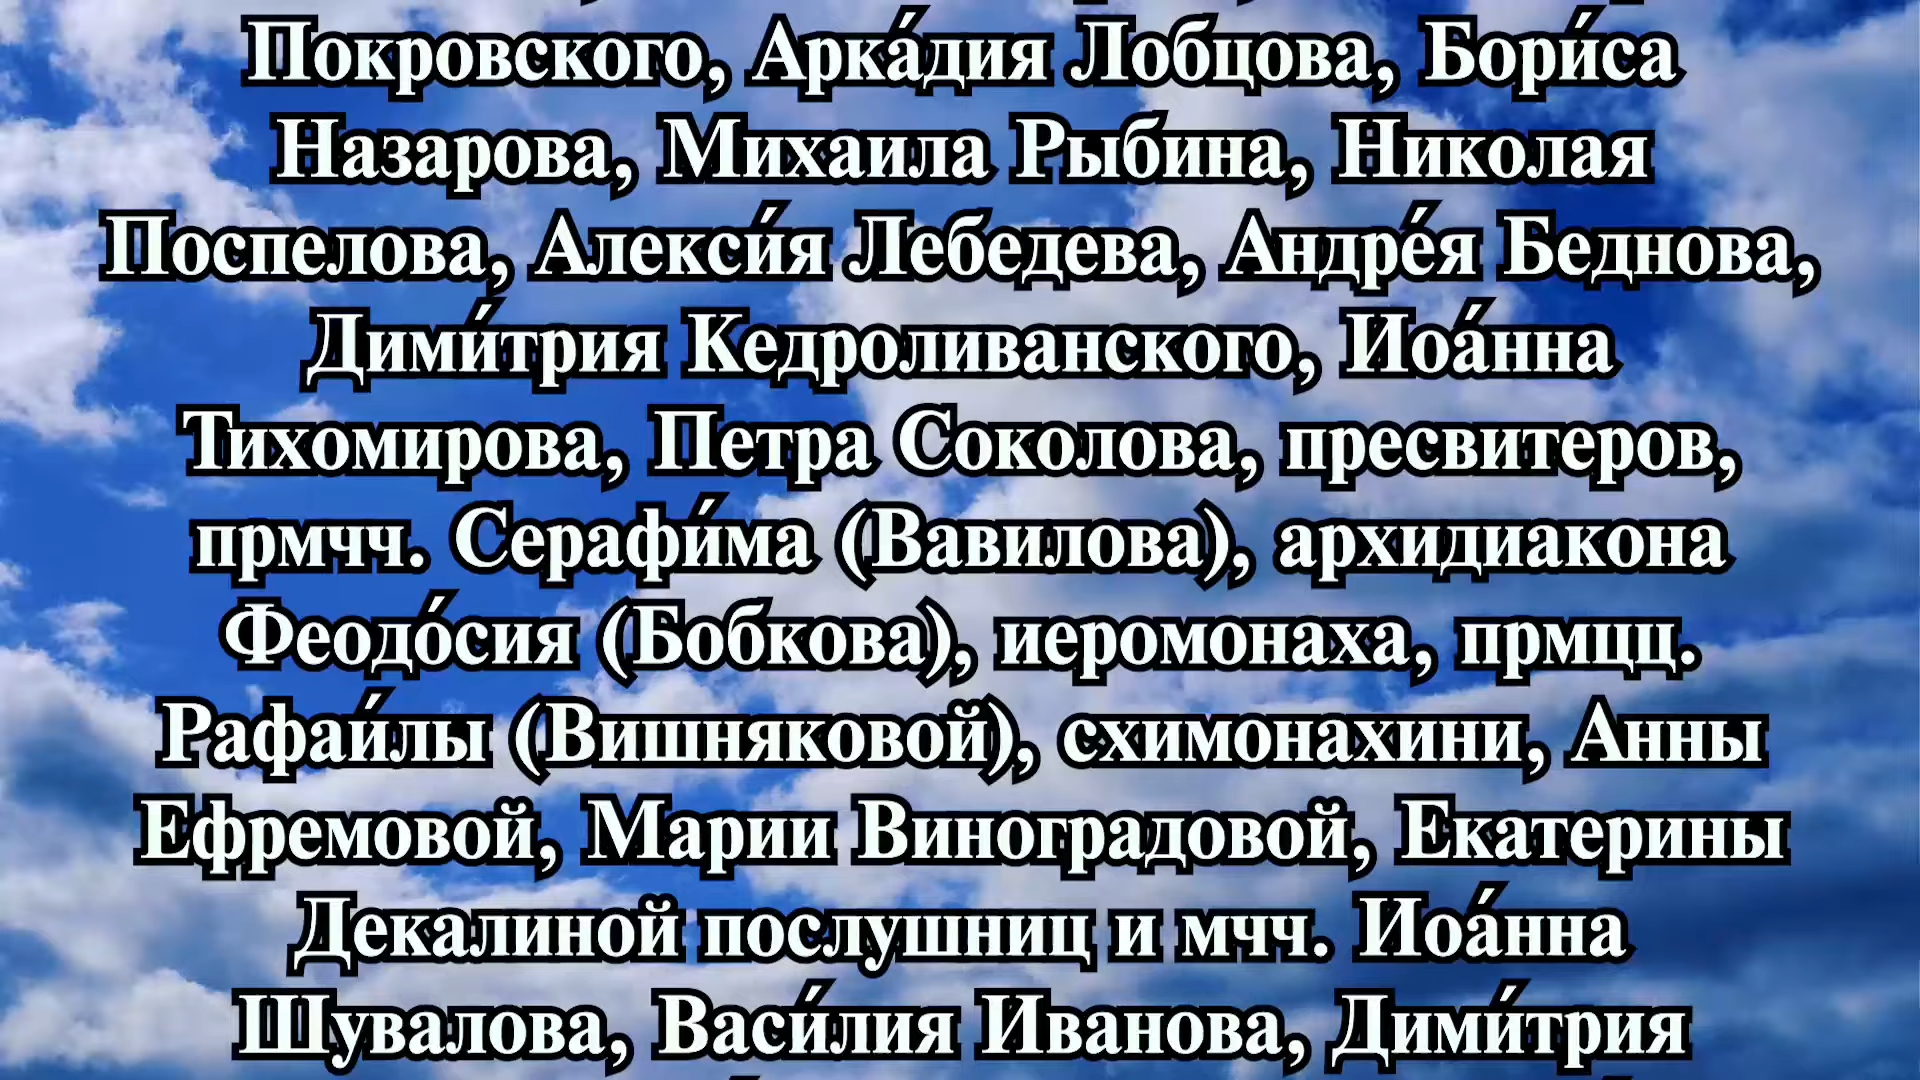 Покровского, Арка́дия Лобцова, Бори́са
Назарова, Михаила Рыбина, Николая
Поспелова, Алекси́я Лебедева, Андре́я Беднова,
Дими́трия Кедроливанского, Иоа́нна
Тихомирова, Петра Соколова, пресвитеров,
прмчч. Серафи́ма (Вавилова), архидиакона
Феодо́сия (Бобкова), иеромонаха, прмцц.
Рафаи́лы (Вишняковой), схимонахини, Анны
Ефремовой, Марии Виноградовой, Екатерины
Декалиной послушниц и мчч. Иоа́нна
Шувалова, Васи́лия Иванова, Дими́трия